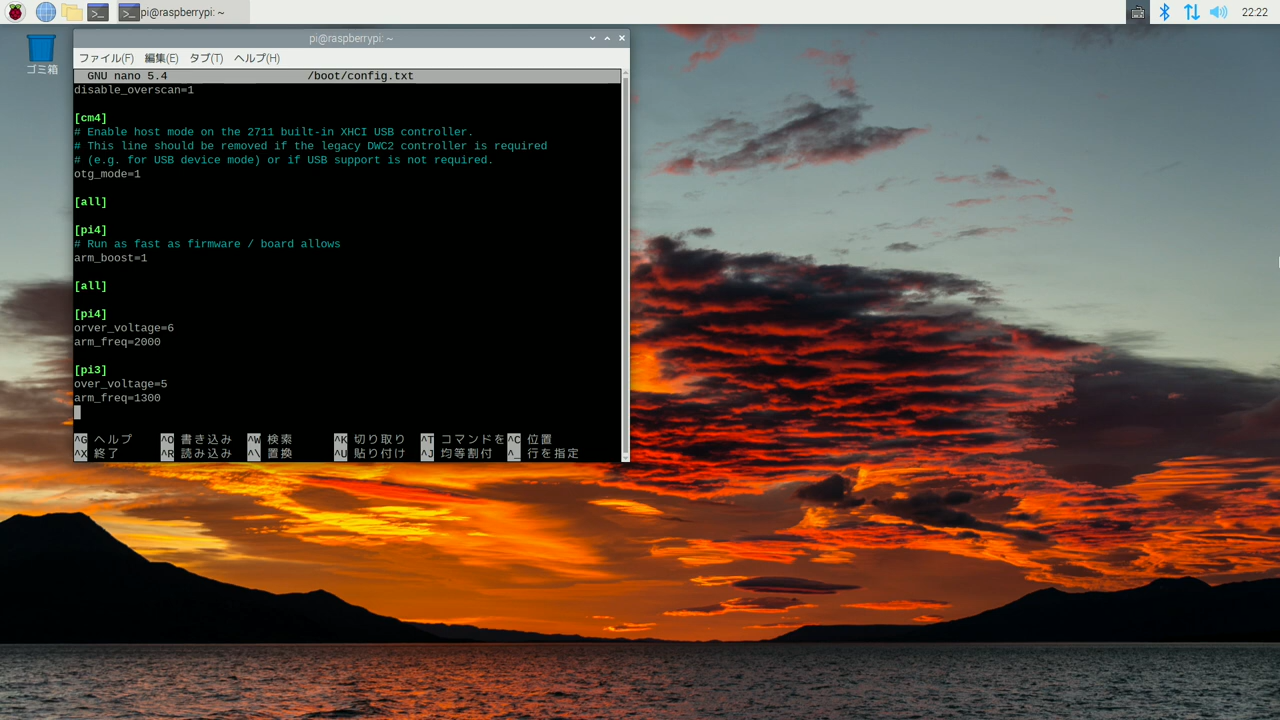 pi@raspberrypi: ~
22:22
ゴミ箱
pi@raspberrypi: ~
ファイル(F) 編集(E) タブ(T) ヘルプ(H)
GNU nano 5.4 /boot/config.txt
disable_overscan=1
[cm4]
# Enable host mode on the 2711 built-in XHCI USB controller.
# This line should be removed if the legacy DWC2 controller is required
# (e.g. for USB device mode) or if USB support is not required.
otg_mode=1
[all]
[pi4]
# Run as fast as firmware / board allows
arm_boost=1
[all]
[pi4]
orver_voltage=6
arm_freq=2000
[pi3]
over_voltage=5
arm_freq=1300
^G ヘルプ ^O 書き込み ^W 検索 ^K 切り取り ^T コマンドを ^C 位置
^X 終了 ^R 読み込み ^\ 置換 ^U 貼り付け ^J 均等割付 ^_ 行を指定